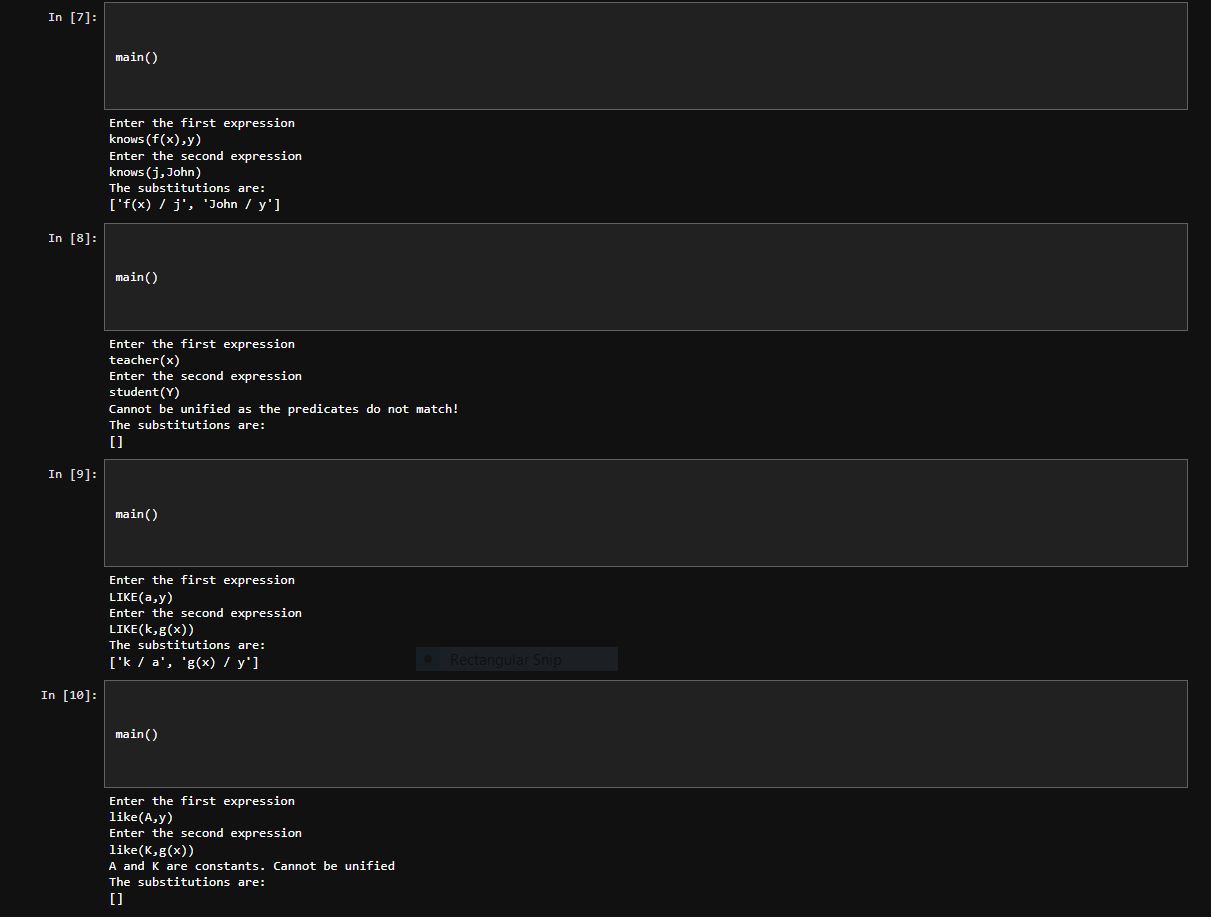 In [7]:
main()
Enter the first expression
knows(f(x),y)
Enter the second expression
knows(j,John)
The substitutions are:
['f(x) / j', 'John / y']
In [8]:
main()
Enter the first expression
teacher(x)
Enter the second expression
student(Y)
Cannot be unified as the predicates do not match!
The substitutions are:
[]
In [9]:
main()
Enter the first expression
LIKE(a,y)
Enter the second expression
LIKE(k,g(x))
The substitutions are:
['k / a', 'g(x) / y']
Rectangular Snip
In [10]:
main()
Enter the first expression
like(A,y)
Enter the second expression
like(K,g(x))
A and K are constants. Cannot be unified
The substitutions are:
[]